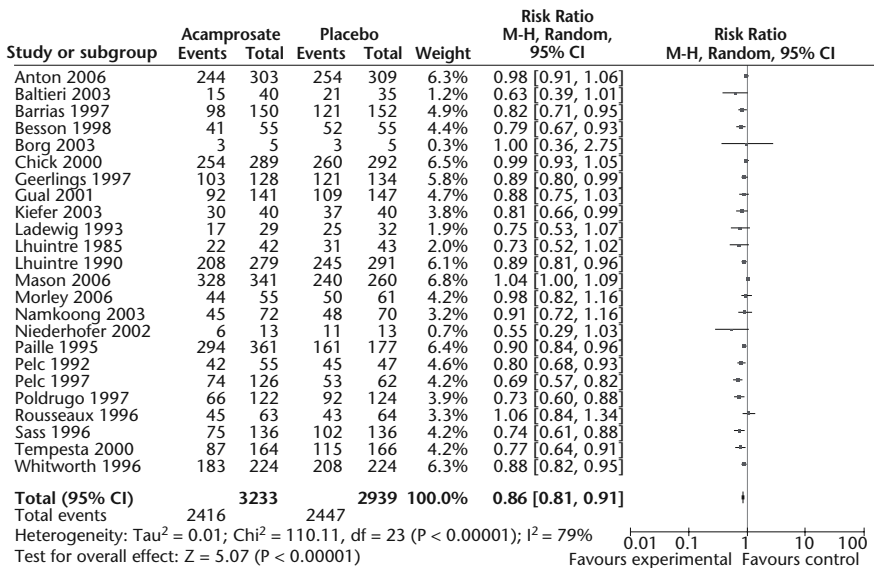 Risk Ratio
Acamprosate Placebo M-H, Random, Risk Ratio
Study or subgroup Events Total Events Total Weight 95% CI M-H, Random, 95% CI
Anton 2006 244 303 254 309 6.3% 0.98 [0.91, 1.06]
Baltieri 2003 15 40 21 35 1.2% 0.63 [0.39, 1.01]
Barrias 1997 98 150 121 152 4.9% 0.82 [0.71, 0.95]
Besson 1998 41 55 52 55 4.4% 0.79 [0.67, 0.93]
Borg 2003 3 5 3 5 0.3% 1.00 [0.36, 2.75]
Chick 2000 254 289 260 292 6.5% 0.99 [0.93, 1.05]
Geerlings 1997 103 128 121 134 5.8% 0.89 [0.80, 0.99]
Gual 2001 92 141 109 147 4.7% 0.88 [0.75, 1.03]
Kiefer 2003 30 40 37 40 3.8% 0.81 [0.66, 0.99]
Ladewig 1993 17 29 25 32 1.9% 0.75 [0.53, 1.07]
Lhuintre 1985 22 42 31 43 2.0% 0.73 [0.52, 1.02]
Lhuintre 1990 208 279 245 291 6.1% 0.89 [0.81, 0.96]
Mason 2006 328 341 240 260 6.8% 1.04 [1.00, 1.09]
Morley 2006 44 55 50 61 4.2% 0.98 [0.82, 1.16]
Namkoong 2003 45 72 48 70 3.1% 0.91 [0.72, 1.16]
Niederhofer 2002 6 13 11 13 0.7% 0.55 [0.29, 1.03]
Paille 1995 294 361 161 177 6.4% 0.90 [0.84, 0.96]
Pelc 1992 42 55 45 47 4.6% 0.80 [0.68, 0.93]
Pelc 1997 74 126 53 62 4.2% 0.69 [0.57, 0.82]
Poldrugo 1997 66 122 92 124 3.9% 0.73 [0.60, 0.88]
Rousseaux 1996 45 63 43 64 3.3% 1.06 [0.84, 1.34]
Sass 1996 75 136 102 136 4.2% 0.74 [0.61, 0.88]
Tempesta 2000 87 164 115 166 4.2% 0.77 [0.64, 0.91]
Whitworth 1996 183 224 208 224 6.3% 0.88 [0.82, 0.95]
Total (95% CI) 3233 2939 100.0% 0.86 [0.81, 0.91]
Total events 2416 2447
Heterogeneity: Tau² = 0.01; Chi² = 110.11, df = 23 (P < 0.00001); I² = 79%
Test for overall effect: Z = 5.07 (P < 0.00001)
0.01 0.1 1 10 100
Favours experimental Favours control